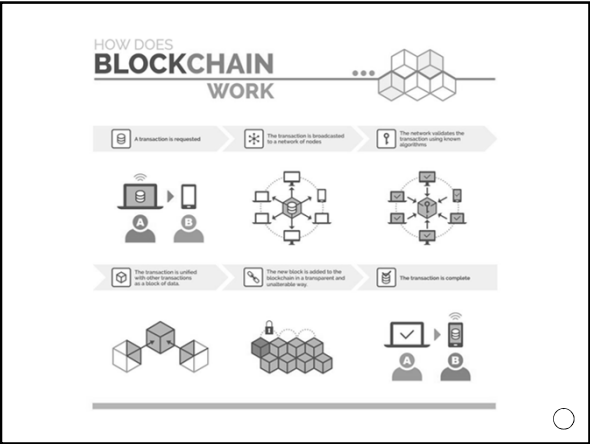 HOW DOES
BLOCKCHAIN
WORK
A transaction is requested
The transaction is broadcasted
to a network of nodes
The network validates the
transaction using known
algorithms
A
B
The transaction is unified
with other transactions
as a block of data.
The new block is added to the
blockchain in a transparent and
unalterable way
The transaction is complete
A
B